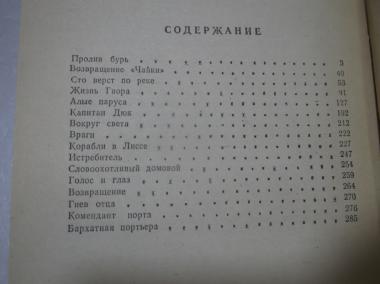 СОДЕРЖАНИЕ
Пролив бурь 3
Возвращение «Чайки» 40
Сто верст по реке 53
Жизнь Гнора 91
Алые паруса 127
Капитан Дюк 192
Вокруг света 212
Враги 222
Корабли в Лиссе 227
Истребитель 247
Словоохотливый домовой 254
Голос и глаз 259
Возвращение 264
Гнев отца 270
Комендант порта 276
Бархатная портьера 285